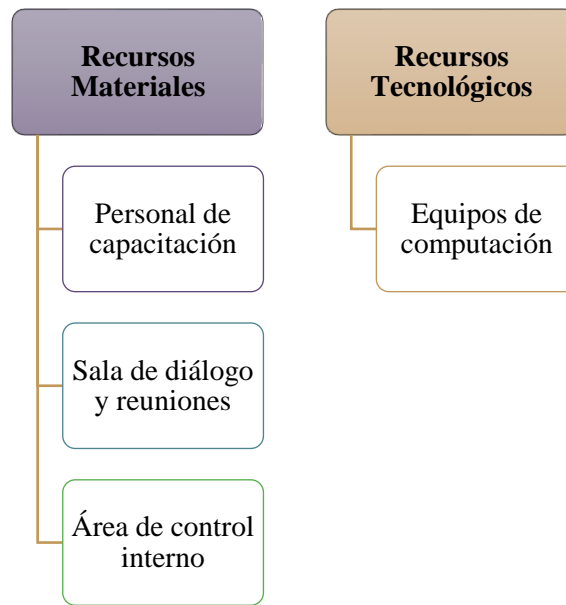 Recursos
Materiales
Personal de
capacitación
Sala de diálogo
y reuniones
Área de control
interno
Recursos
Tecnológicos
Equipos de
computación